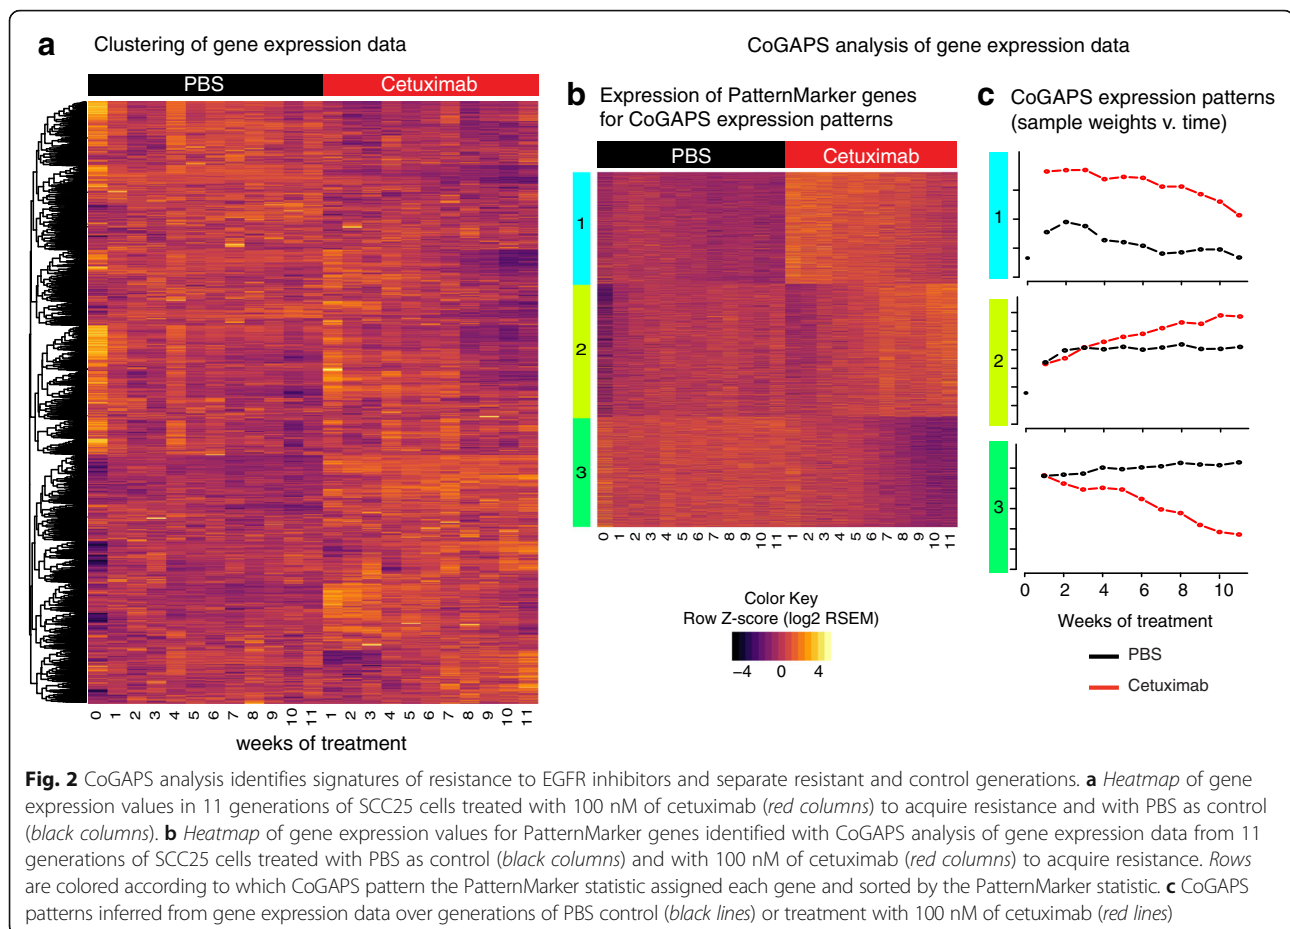 a Clustering of gene expression data
CoGAPS analysis of gene expression data
PBS Cetuximab
0 1 2 3 4 5 6 7 8 9 10 11 1 2 3 4 5 6 7 8 9 10 11
weeks of treatment
b Expression of PatternMarker genes
for CoGAPS expression patterns
PBS Cetuximab
1
2
3
0 1 2 3 4 5 6 7 8 9 10 11 1 2 3 4 5 6 7 8 9 10 11
Color Key
Row Z-score (log2 RSEM)
−4 0 4
c CoGAPS expression patterns
(sample weights v. time)
1
2
3
0 2 4 6 8 10
Weeks of treatment
PBS
Cetuximab
Fig. 2 CoGAPS analysis identifies signatures of resistance to EGFR inhibitors and separate resistant and control generations. a Heatmap of gene
expression values in 11 generations of SCC25 cells treated with 100 nM of cetuximab (red columns) to acquire resistance and with PBS as control
(black columns). b Heatmap of gene expression values for PatternMarker genes identified with CoGAPS analysis of gene expression data from 11
generations of SCC25 cells treated with PBS as control (black columns) and with 100 nM of cetuximab (red columns) to acquire resistance. Rows
are colored according to which CoGAPS pattern the PatternMarker statistic assigned each gene and sorted by the PatternMarker statistic. c CoGAPS
patterns inferred from gene expression data over generations of PBS control (black lines) or treatment with 100 nM of cetuximab (red lines)